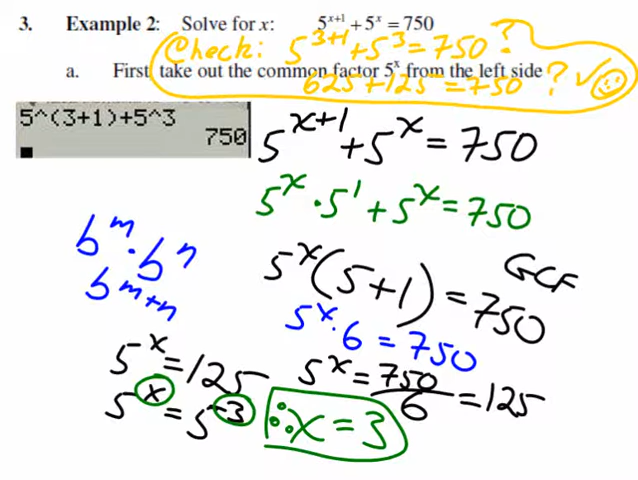 3. Example 2: Solve for x: 5^{x+1} + 5^x = 750
Check: 5^{3+1} + 5^3 = 750 ?
a. First, take out the common factor 5^x from the left side
625 + 125 = 750 ? ✓
5^(3+1)+5^3
750
5^{x+1} + 5^x = 750
5^x · 5^1 + 5^x = 750
b^m · b^n
b^{m+n}
5^x(5+1) = 750
GCF
5^x · 6 = 750
5^x = 125
5^x = 750/6 = 125
5^x = 5^3
∴ x = 3